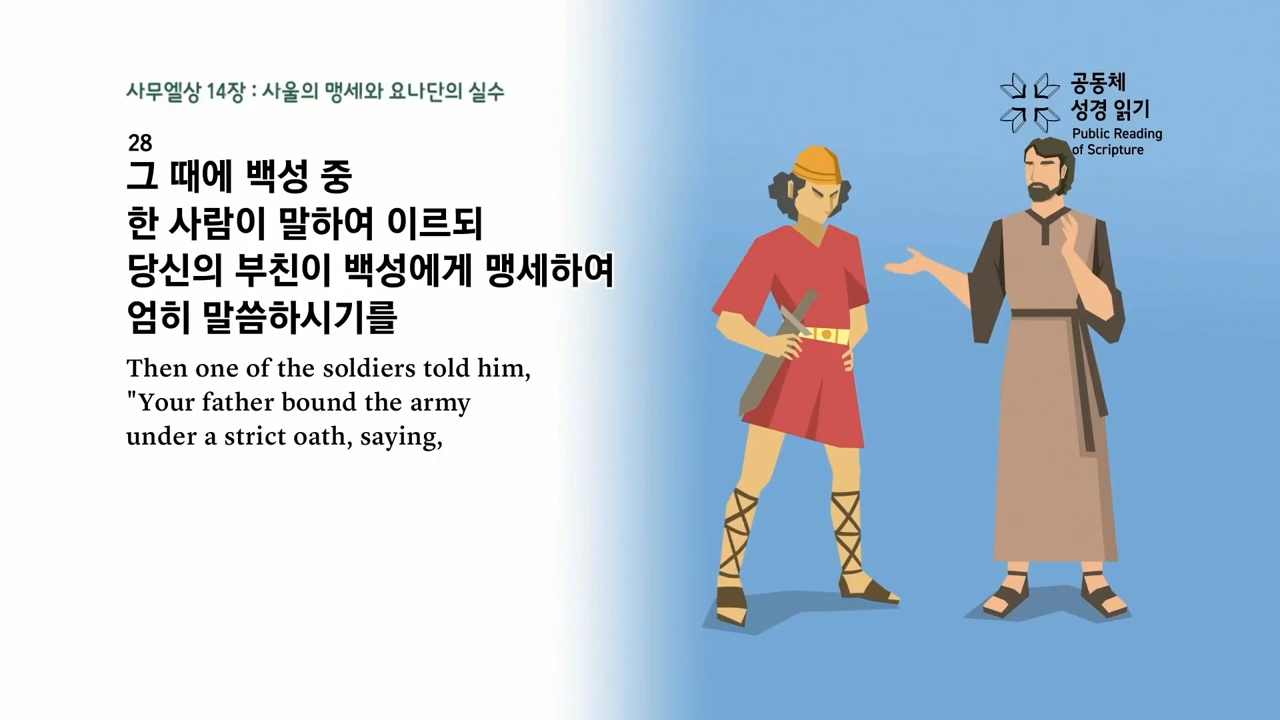 사무엘상 14장 : 사울의 맹세와 요나단의 실수
28
그 때에 백성 중
한 사람이 말하여 이르되
당신의 부친이 백성에게 맹세하여
엄히 말씀하시기를
Then one of the soldiers told him,
"Your father bound the army
under a strict oath, saying,
공동체
성경 읽기
Public Reading
of Scripture